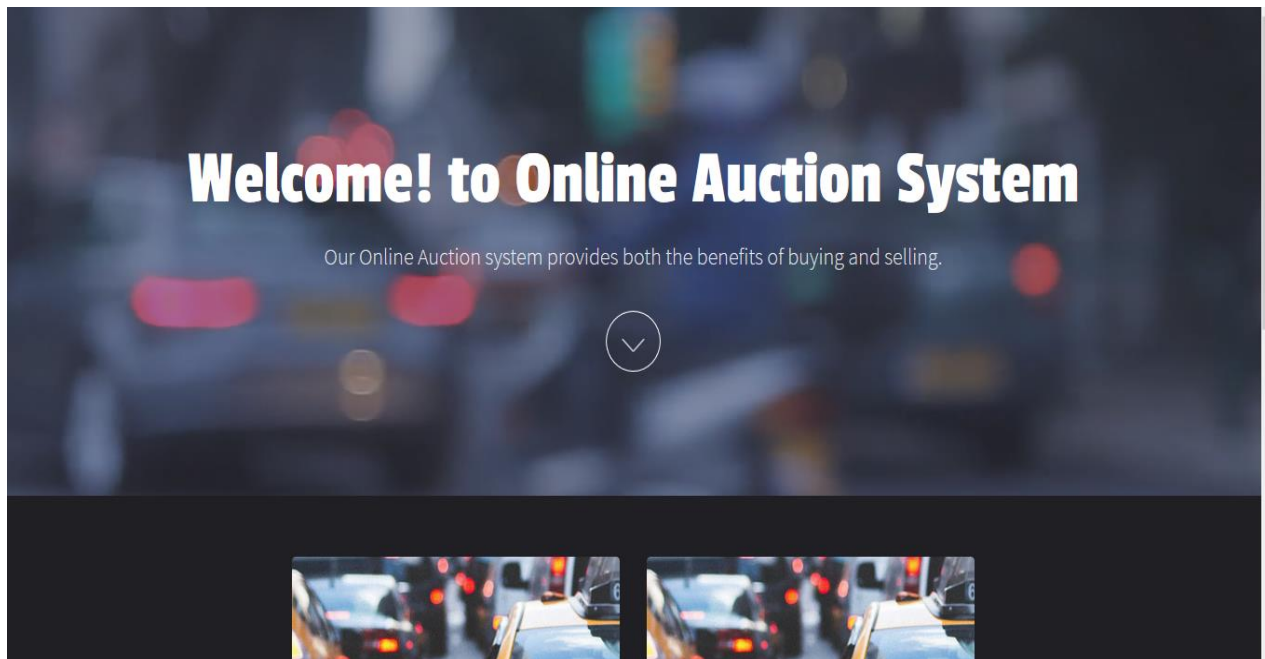 Welcome! to Online Auction System
Our Online Auction system provides both the benefits of buying and selling.